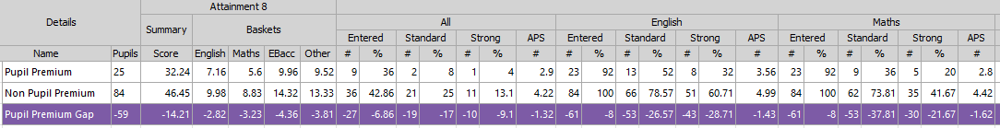 Attainment 8
Details Summary Baskets All English Maths
Entered Standard Strong APS Entered Standard Strong APS Entered Standard Strong APS
Name Pupils Score English Maths EBacc Other # % # % # % # # % # % # % # # % # % # % #
Pupil Premium 25 32.24 7.16 5.6 9.96 9.52 9 36 2 8 1 4 2.9 23 92 13 52 8 32 3.56 23 92 9 36 5 20 2.8
Non Pupil Premium 84 46.45 9.98 8.83 14.32 13.33 36 42.86 21 25 11 13.1 4.22 84 100 66 78.57 51 60.71 4.99 84 100 62 73.81 35 41.67 4.42
Pupil Premium Gap -59 -14.21 -2.82 -3.23 -4.36 -3.81 -27 -6.86 -19 -17 -10 -9.1 -1.32 -61 -8 -53 -26.57 -43 -28.71 -1.43 -61 -8 -53 -37.81 -30 -21.67 -1.62